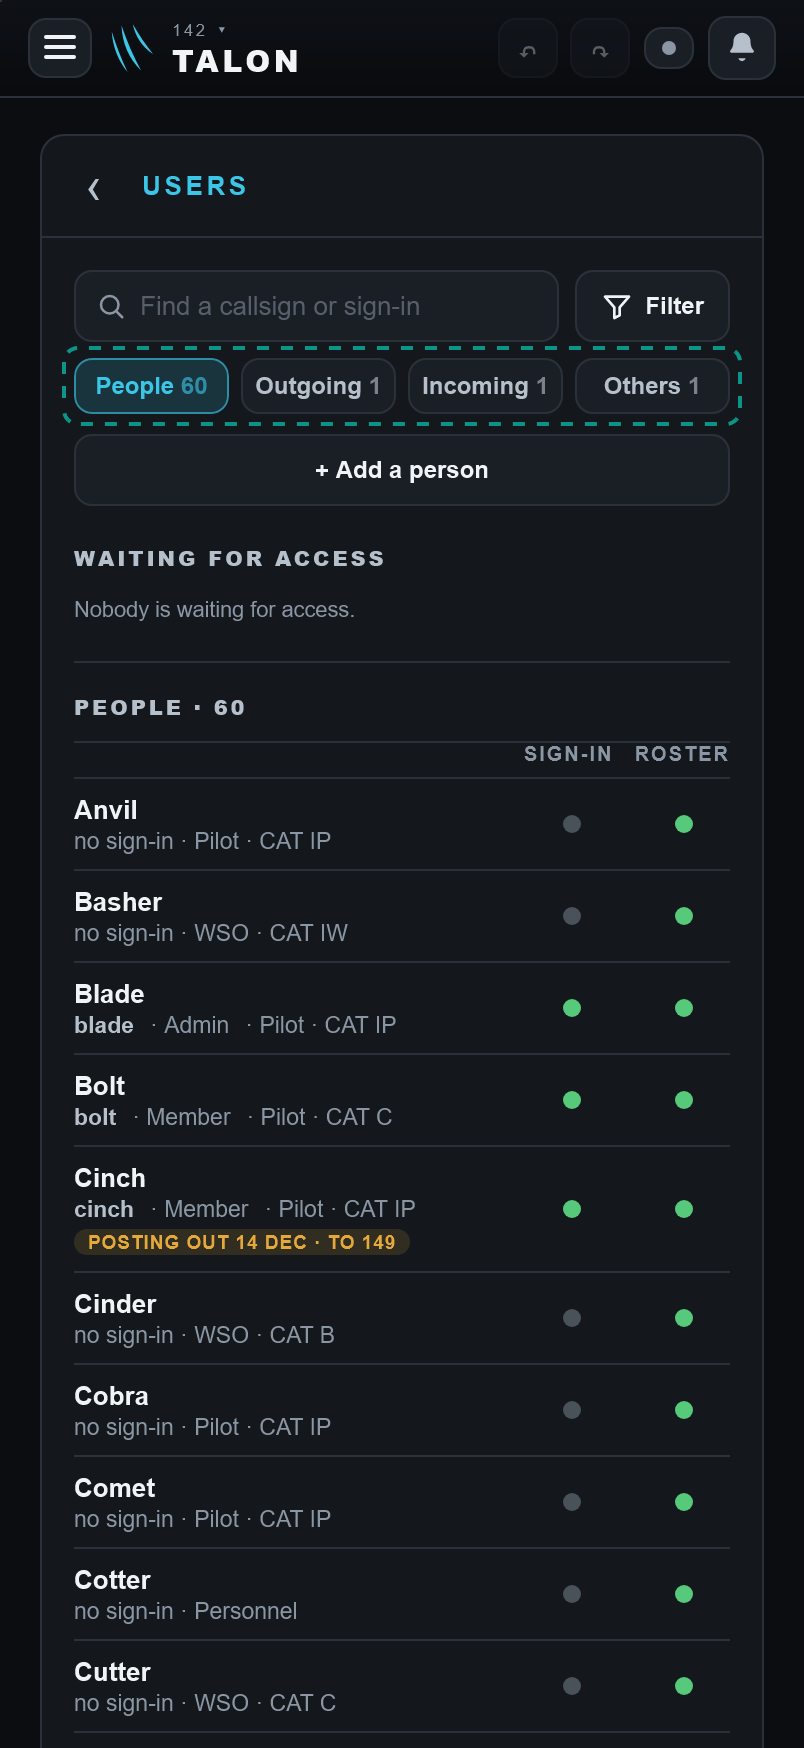 142 ▾
TALON
‹ USERS
Find a callsign or sign-in
Filter
People 60
Outgoing 1
Incoming 1
Others 1
+ Add a person
WAITING FOR ACCESS
Nobody is waiting for access.
PEOPLE · 60
SIGN-IN ROSTER
Anvil
no sign-in · Pilot · CAT IP
Basher
no sign-in · WSO · CAT IW
Blade
blade · Admin · Pilot · CAT IP
Bolt
bolt · Member · Pilot · CAT C
Cinch
cinch · Member · Pilot · CAT IP
POSTING OUT 14 DEC · TO 149
Cinder
no sign-in · WSO · CAT B
Cobra
no sign-in · Pilot · CAT IP
Comet
no sign-in · Pilot · CAT IP
Cotter
no sign-in · Personnel
Cutter
no sign-in · WSO · CAT C